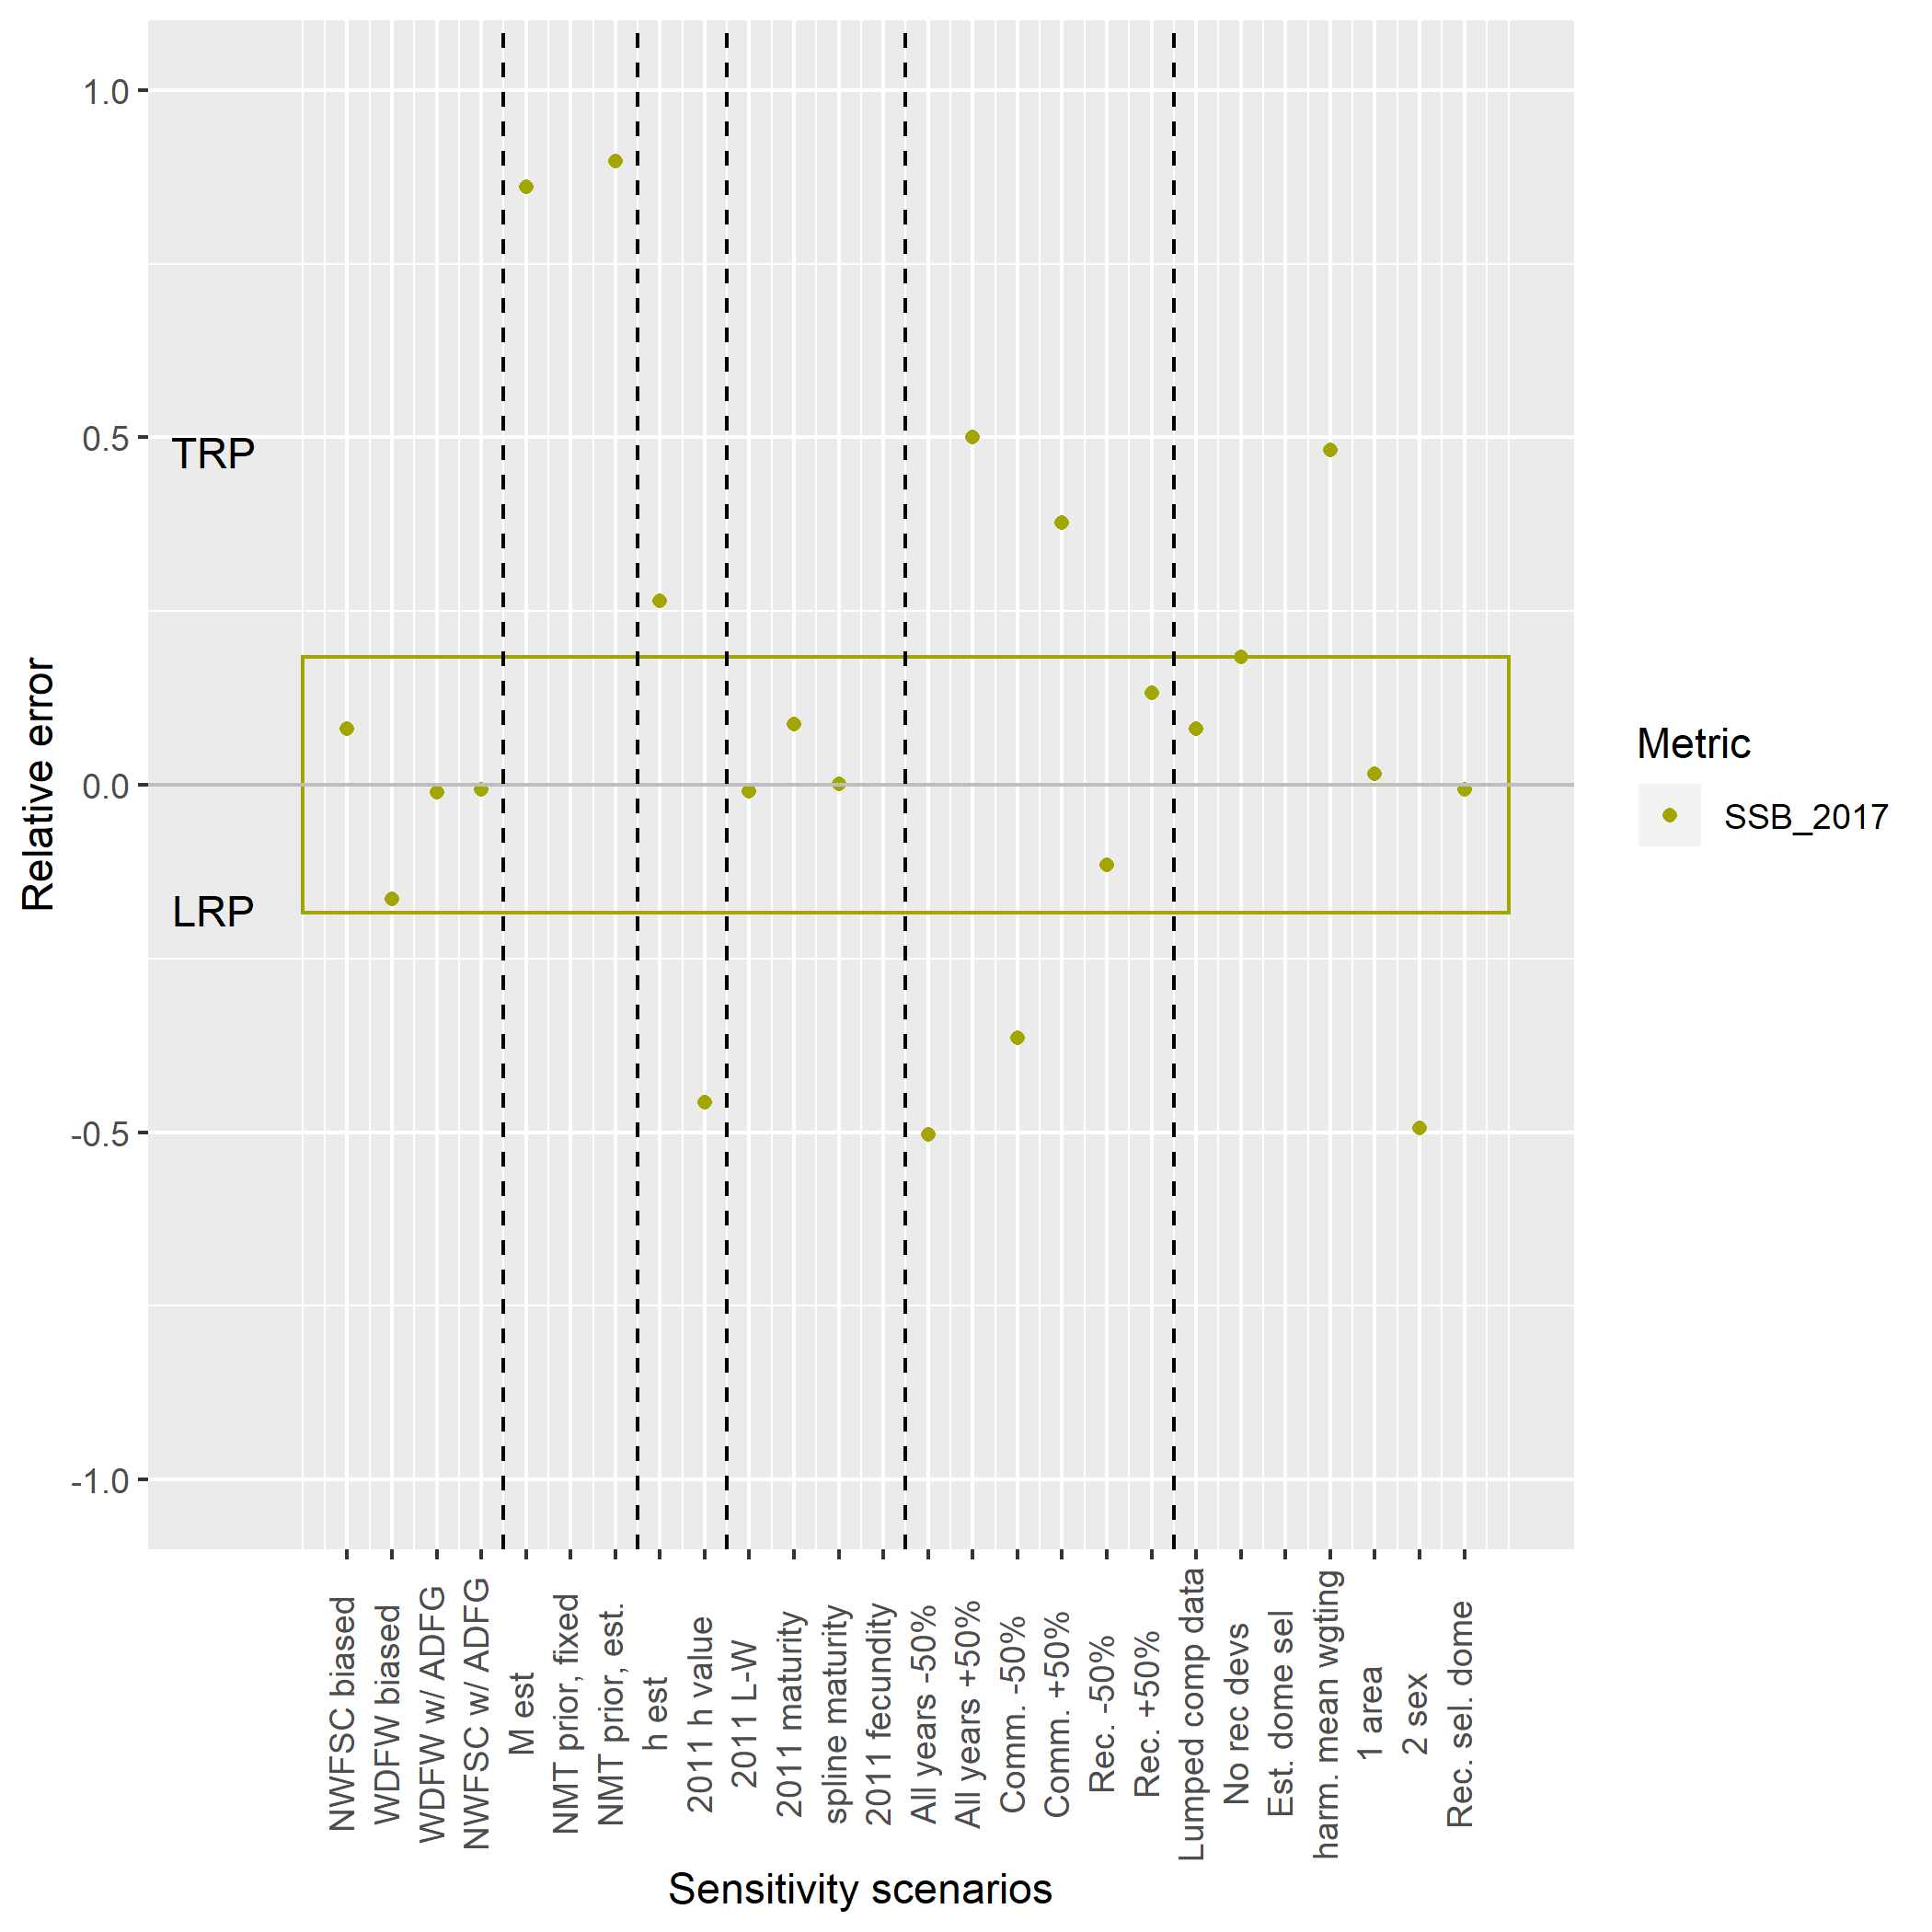 1.0
0.5
0.0
-0.5
-1.0
Relative error
TRP
LRP
NWFSC biased
WDFW biased
WDFW w/ ADFG
NWFSC w/ ADFG
M est
NMT prior, fixed
NMT prior, est.
h est
2011 h value
2011 L-W
2011 maturity
spline maturity
2011 fecundity
All years -50%
All years +50%
Comm. -50%
Comm. +50%
Rec. -50%
Rec. +50%
Lumped comp data
No rec devs
Est. dome sel
harm. mean wgting
1 area
2 sex
Rec. sel. dome
Sensitivity scenarios
Metric
SSB_2017